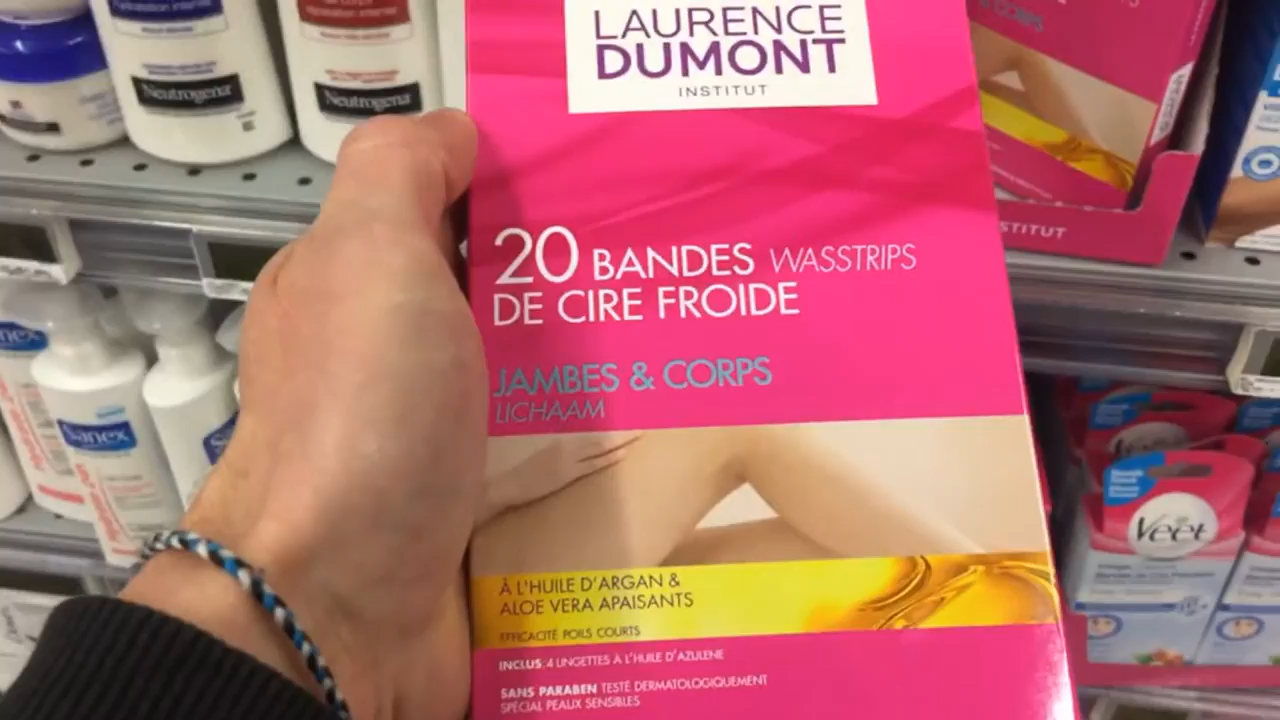 LAURENCE
DUMONT
INSTITUT
20 BANDES WASSTRIPS
DE CIRE FROIDE
JAMBES & CORPS
LICHAAM
À L'HUILE D'ARGAN &
ALOE VERA APAISANTS
EFFICACITÉ POILS COURTS
INCLUS: 4 LINGETTES À L'HUILE D'AZULENE
SANS PARABEN TESTÉ DERMATOLOGIQUEMENT
SPÉCIAL PEAUX SENSIBLES
Neutrogena
Neutrogena
Sanex
Veet
& CORPS
STITUT